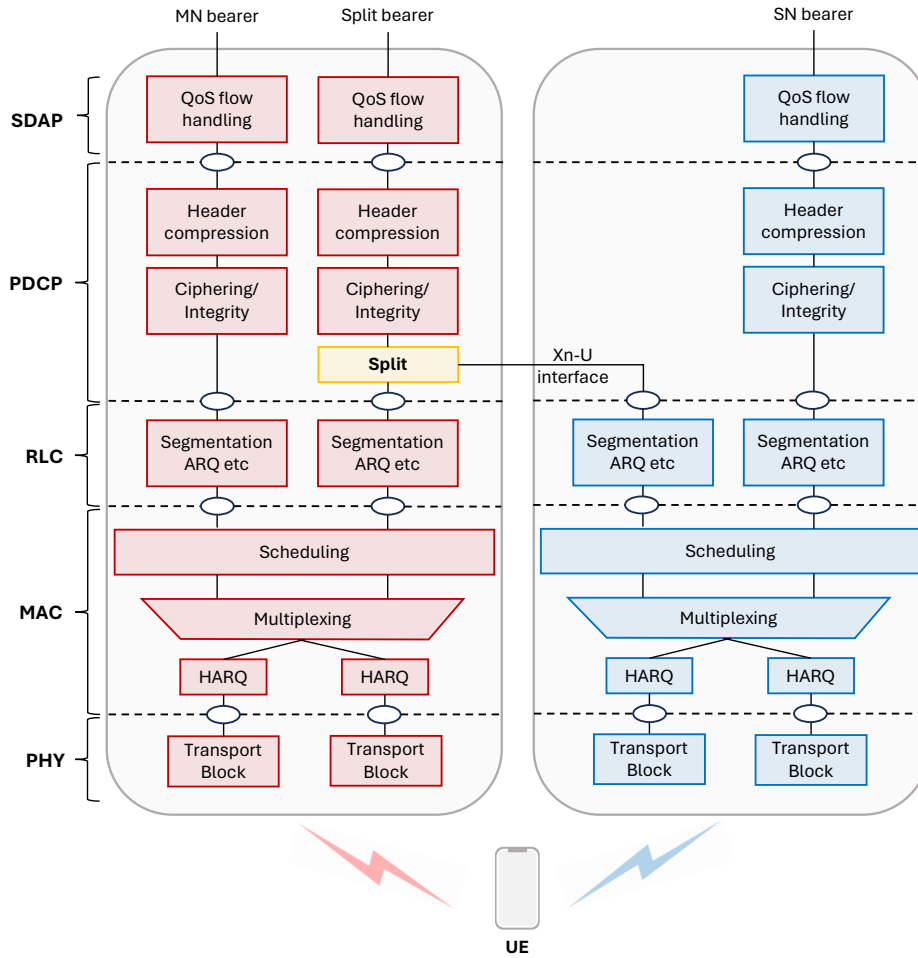 MN bearer
Split bearer
SN bearer
SDAP
QoS flow
handling
QoS flow
handling
QoS flow
handling
PDCP
Header
compression
Header
compression
Header
compression
Ciphering/
Integrity
Ciphering/
Integrity
Ciphering/
Integrity
Split
Xn-U
interface
RLC
Segmentation
ARQ etc
Segmentation
ARQ etc
Segmentation
ARQ etc
Segmentation
ARQ etc
MAC
Scheduling
Scheduling
Multiplexing
Multiplexing
HARQ
HARQ
HARQ
HARQ
PHY
Transport
Block
Transport
Block
Transport
Block
Transport
Block
UE